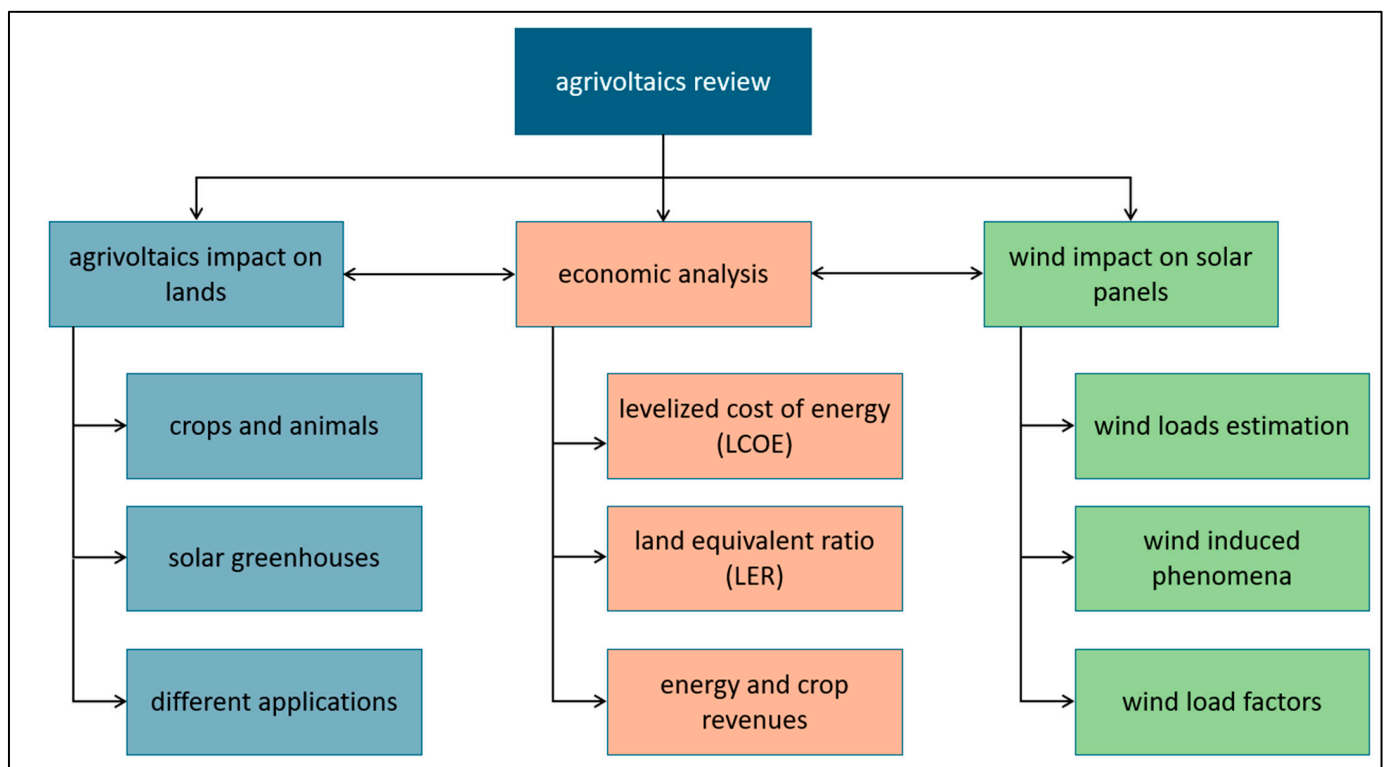 agrivoltaics review
agrivoltaics impact on
lands
economic analysis
wind impact on solar
panels
crops and animals
solar greenhouses
different applications
levelized cost of energy
(LCOE)
land equivalent ratio
(LER)
energy and crop
revenues
wind loads estimation
wind induced
phenomena
wind load factors